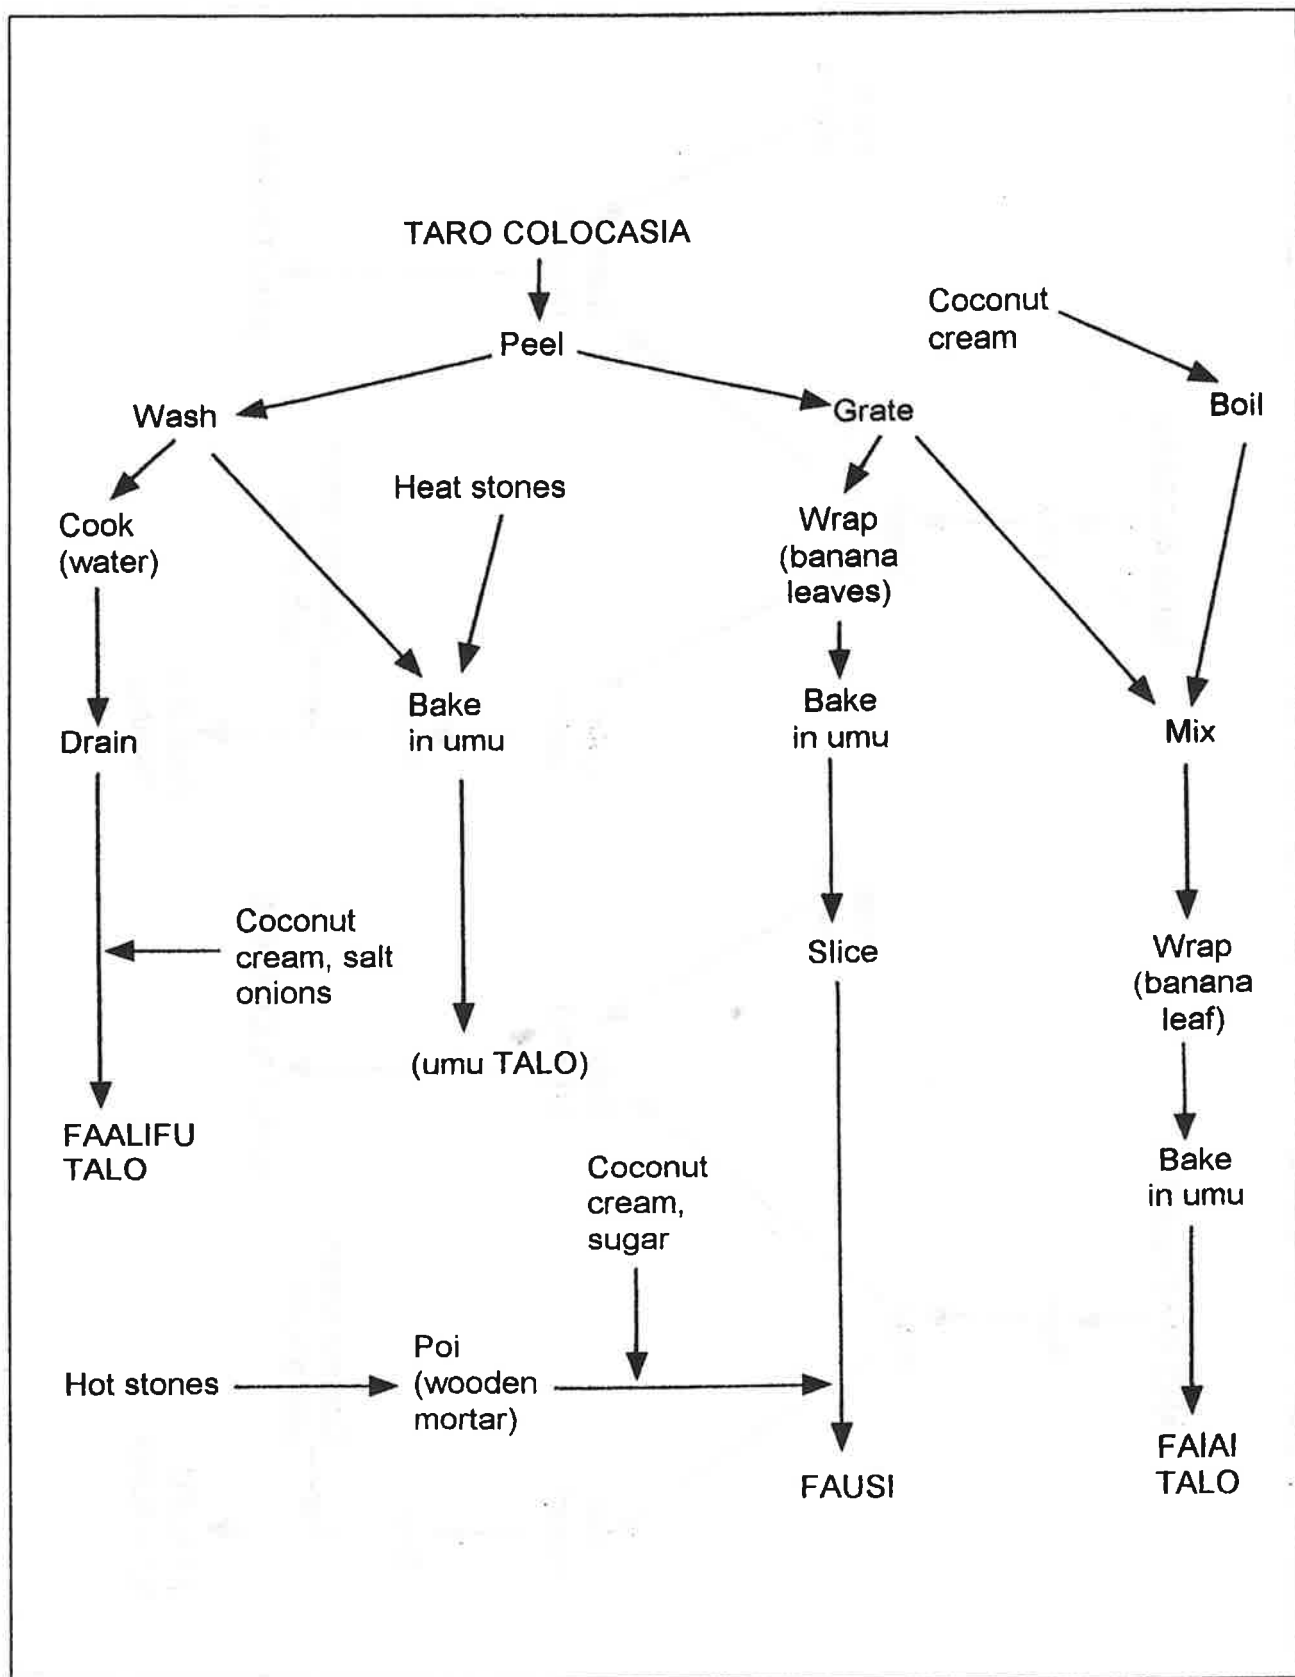 TARO COLOCASIA
Peel
Coconut
cream
Wash
Grate
Boil
Heat stones
Cook
(water)
Wrap
(banana
leaves)
Drain
Bake
in umu
Bake
in umu
Mix
Coconut
cream, salt
onions
Slice
Wrap
(banana
leaf)
(umu TALO)
FAALIFU
TALO
Coconut
cream,
sugar
Bake
in umu
Hot stones
Poi
(wooden
mortar)
FAUSI
FAIAI
TALO